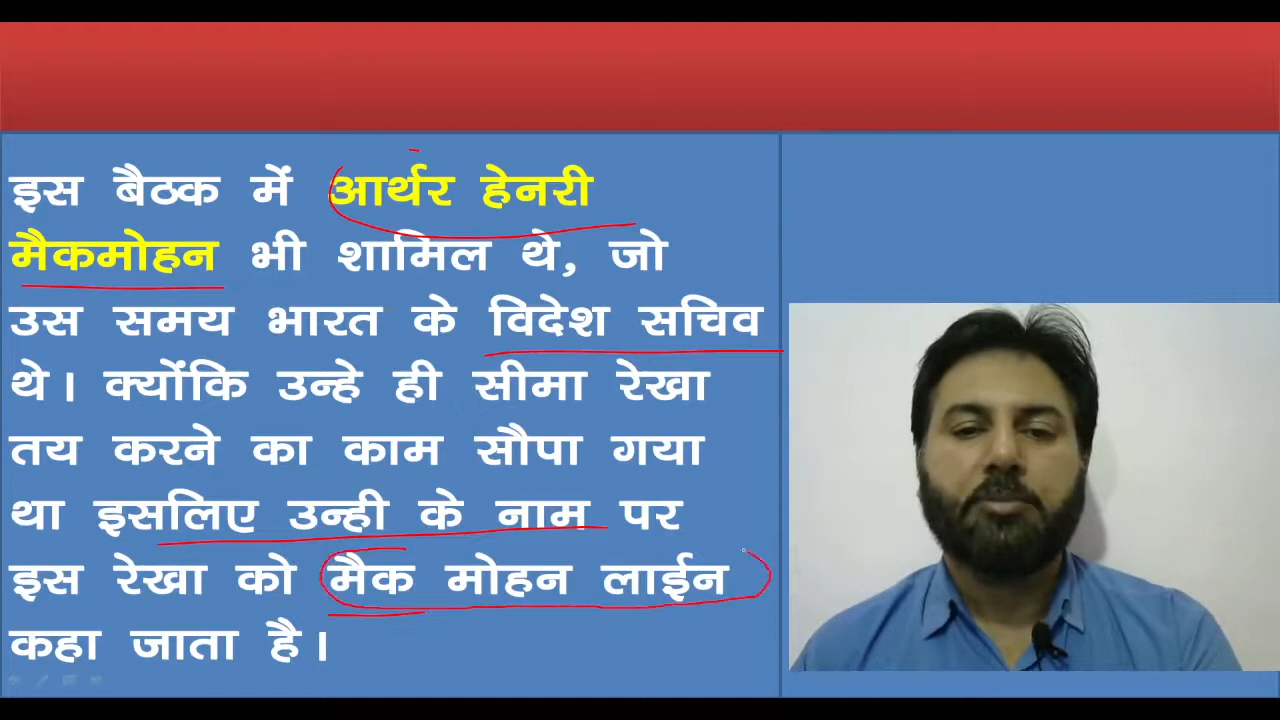 इस बैठक में आर्थर हेनरी
मैकमोहन भी शामिल थे, जो
उस समय भारत के विदेश सचिव
थे। क्योंकि उन्हे ही सीमा रेखा
तय करने का काम सौपा गया
था इसलिए उन्ही के नाम पर
इस रेखा को मैक मोहन लाईन
कहा जाता है।